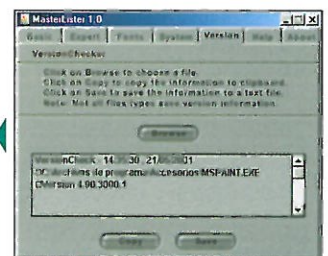 MasterLister 1.0
Basic Expert Fonts System Version Help About
VersionChecker
Click on Browse to choose a file.
Click on Copy to copy the information to clipboard.
Click on Save to save the information to a text file.
Note: Not all files types save version information.
Browse
VersionCheck 14:35:30 21/05/2001
Archivos de programa\Accesorios\MSPAINT.EXE
Version 4.90.3000.1
Copy Save